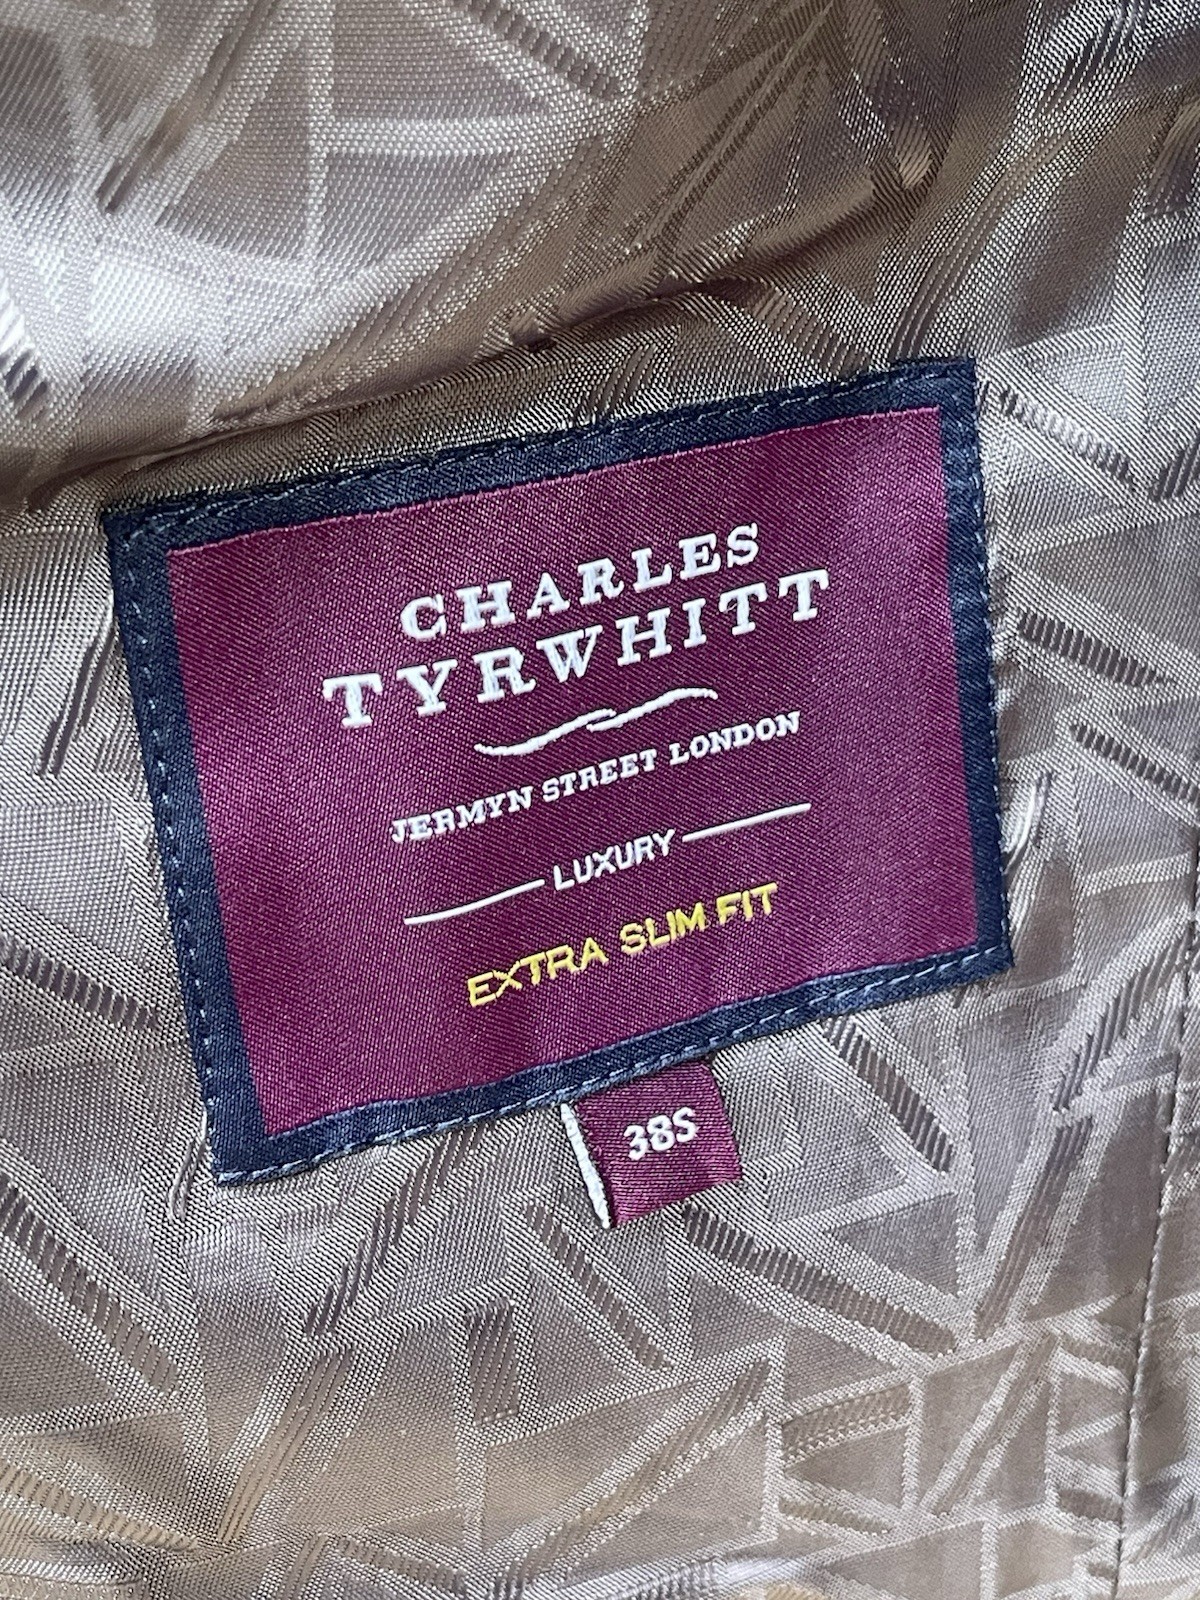 CHARLES
TYRWHITT
JERMYN STREET LONDON
LUXURY
EXTRA SLIM FIT
38S